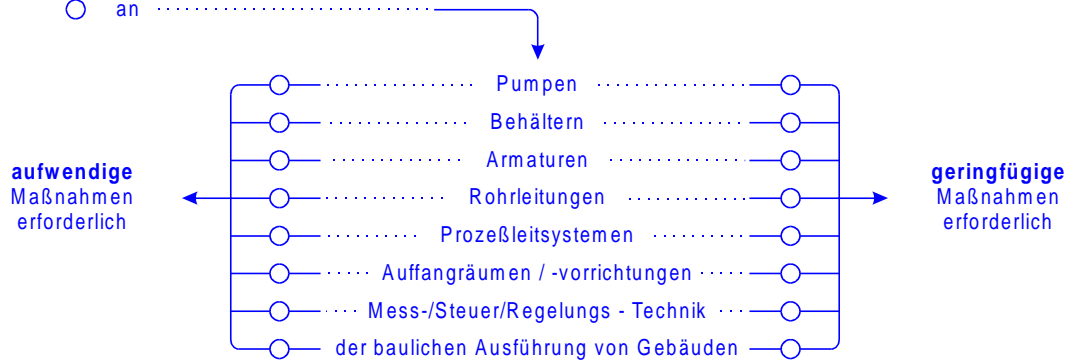 an
Pumpen
Behältern
Armaturen
aufwendige
Maßnahmen
erforderlich
Rohrleitungen
geringfügige
Maßnahmen
erforderlich
Prozeßleitsystemen
Auffangräumen / -vorrichtungen
Mess-/Steuer/Regelungs - Technik
der baulichen Ausführung von Gebäuden